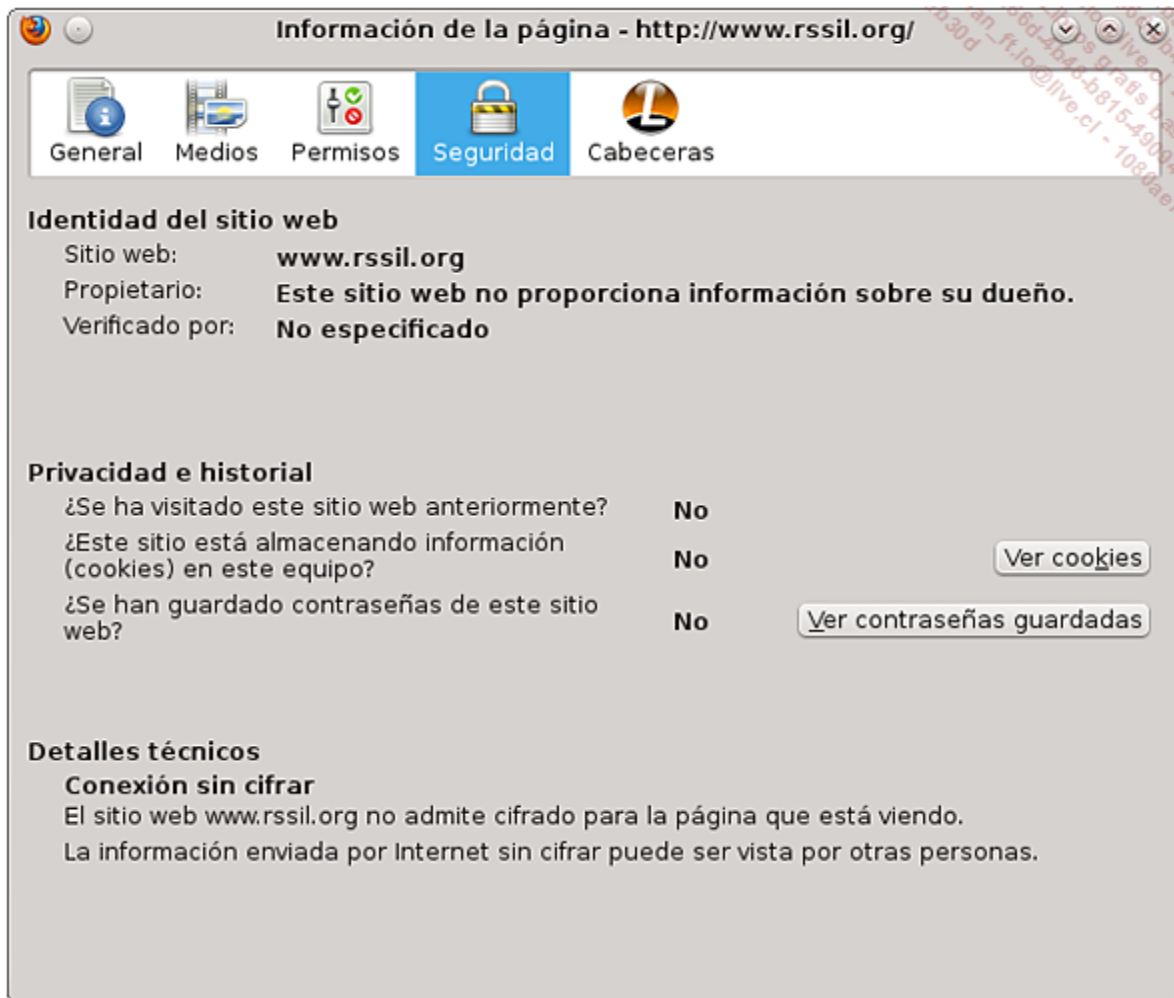 Información de la página - http://www.rssil.org/
General Medios Permisos Seguridad Cabeceras
Identidad del sitio web
Sitio web: www.rssil.org
Propietario: Este sitio web no proporciona información sobre su dueño.
Verificado por: No especificado
Privacidad e historial
¿Se ha visitado este sitio web anteriormente? No
¿Este sitio está almacenando información
(cookies) en este equipo? No Ver cookies
¿Se han guardado contraseñas de este sitio
web? No Ver contraseñas guardadas
Detalles técnicos
Conexión sin cifrar
El sitio web www.rssil.org no admite cifrado para la página que está viendo.
La información enviada por Internet sin cifrar puede ser vista por otras personas.